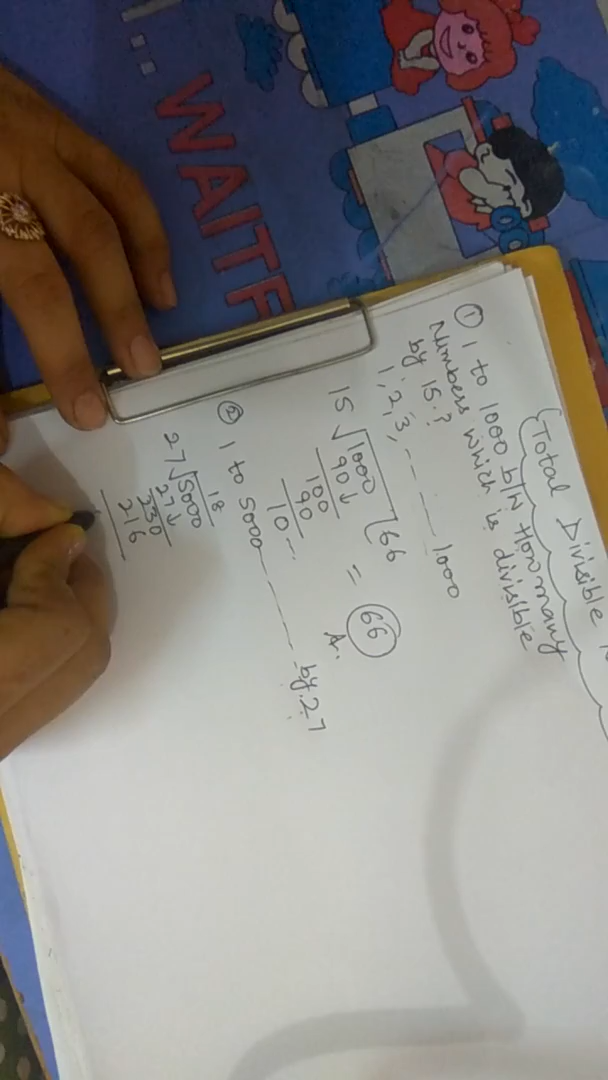 ... WAITF
Total Divisible
① 1 to 1000 b/w How many
Numbers which is divisible
by 15.?
1, 2, 3, ------ 1000
15 √1000 (66 = 66 A.
90↓
100
90
10 --
② 1 to 5000 ------ by 27
18
27 √5000
27↓
230
216